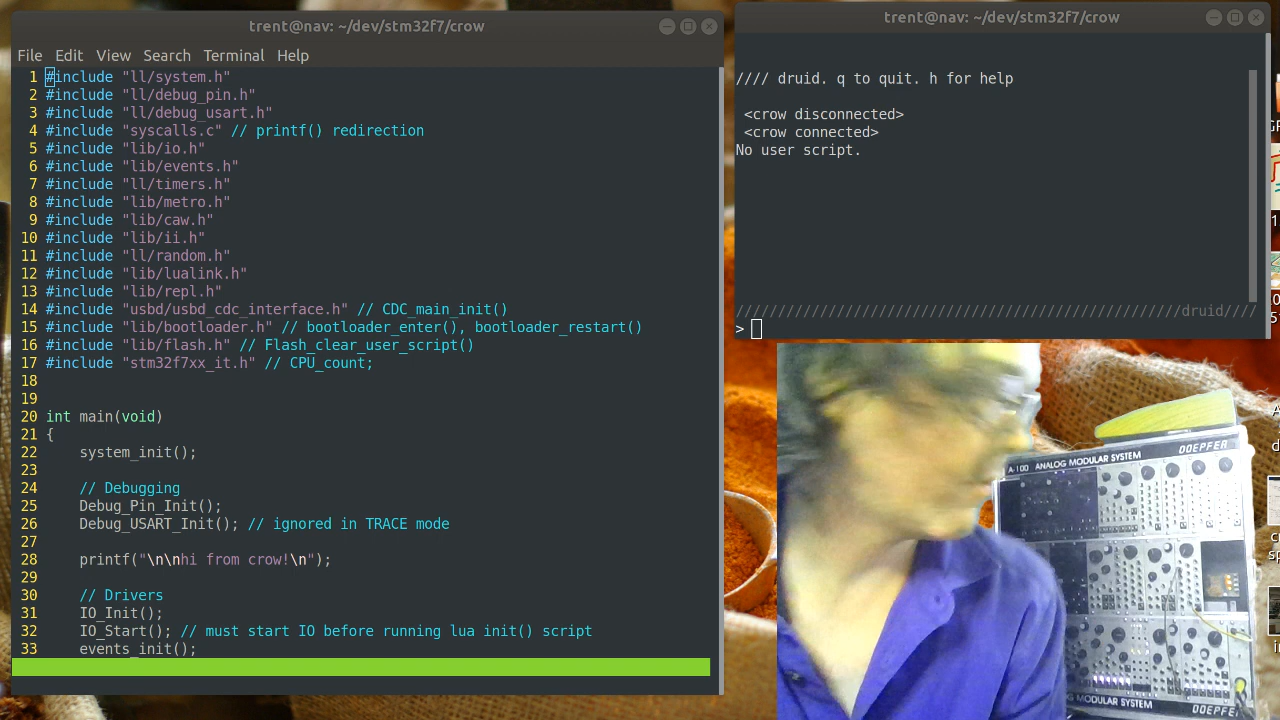 trent@nav: ~/dev/stm32f7/crow
File Edit View Search Terminal Help
1 #include "ll/system.h"
2 #include "ll/debug_pin.h"
3 #include "ll/debug_usart.h"
4 #include "syscalls.c" // printf() redirection
5 #include "lib/io.h"
6 #include "lib/events.h"
7 #include "ll/timers.h"
8 #include "lib/metro.h"
9 #include "lib/caw.h"
10 #include "lib/ii.h"
11 #include "ll/random.h"
12 #include "lib/lualink.h"
13 #include "lib/repl.h"
14 #include "usbd/usbd_cdc_interface.h" // CDC_main_init()
15 #include "lib/bootloader.h" // bootloader_enter(), bootloader_restart()
16 #include "lib/flash.h" // Flash_clear_user_script()
17 #include "stm32f7xx_it.h" // CPU_count;
18
19
20 int main(void)
21 {
22 system_init();
23
24 // Debugging
25 Debug_Pin_Init();
26 Debug_USART_Init(); // ignored in TRACE mode
27
28 printf("\n\nhi from crow!\n");
29
30 // Drivers
31 IO_Init();
32 IO_Start(); // must start IO before running lua init() script
33 events_init();
trent@nav: ~/dev/stm32f7/crow
//// druid. q to quit. h for help
<crow disconnected>
<crow connected>
No user script.
/////////////////////////////////////////////////////druid////
>
A-100 ANALOG MODULAR SYSTEM DOEPFER
ANALOG MODULAR SYSTEM DOEPFER